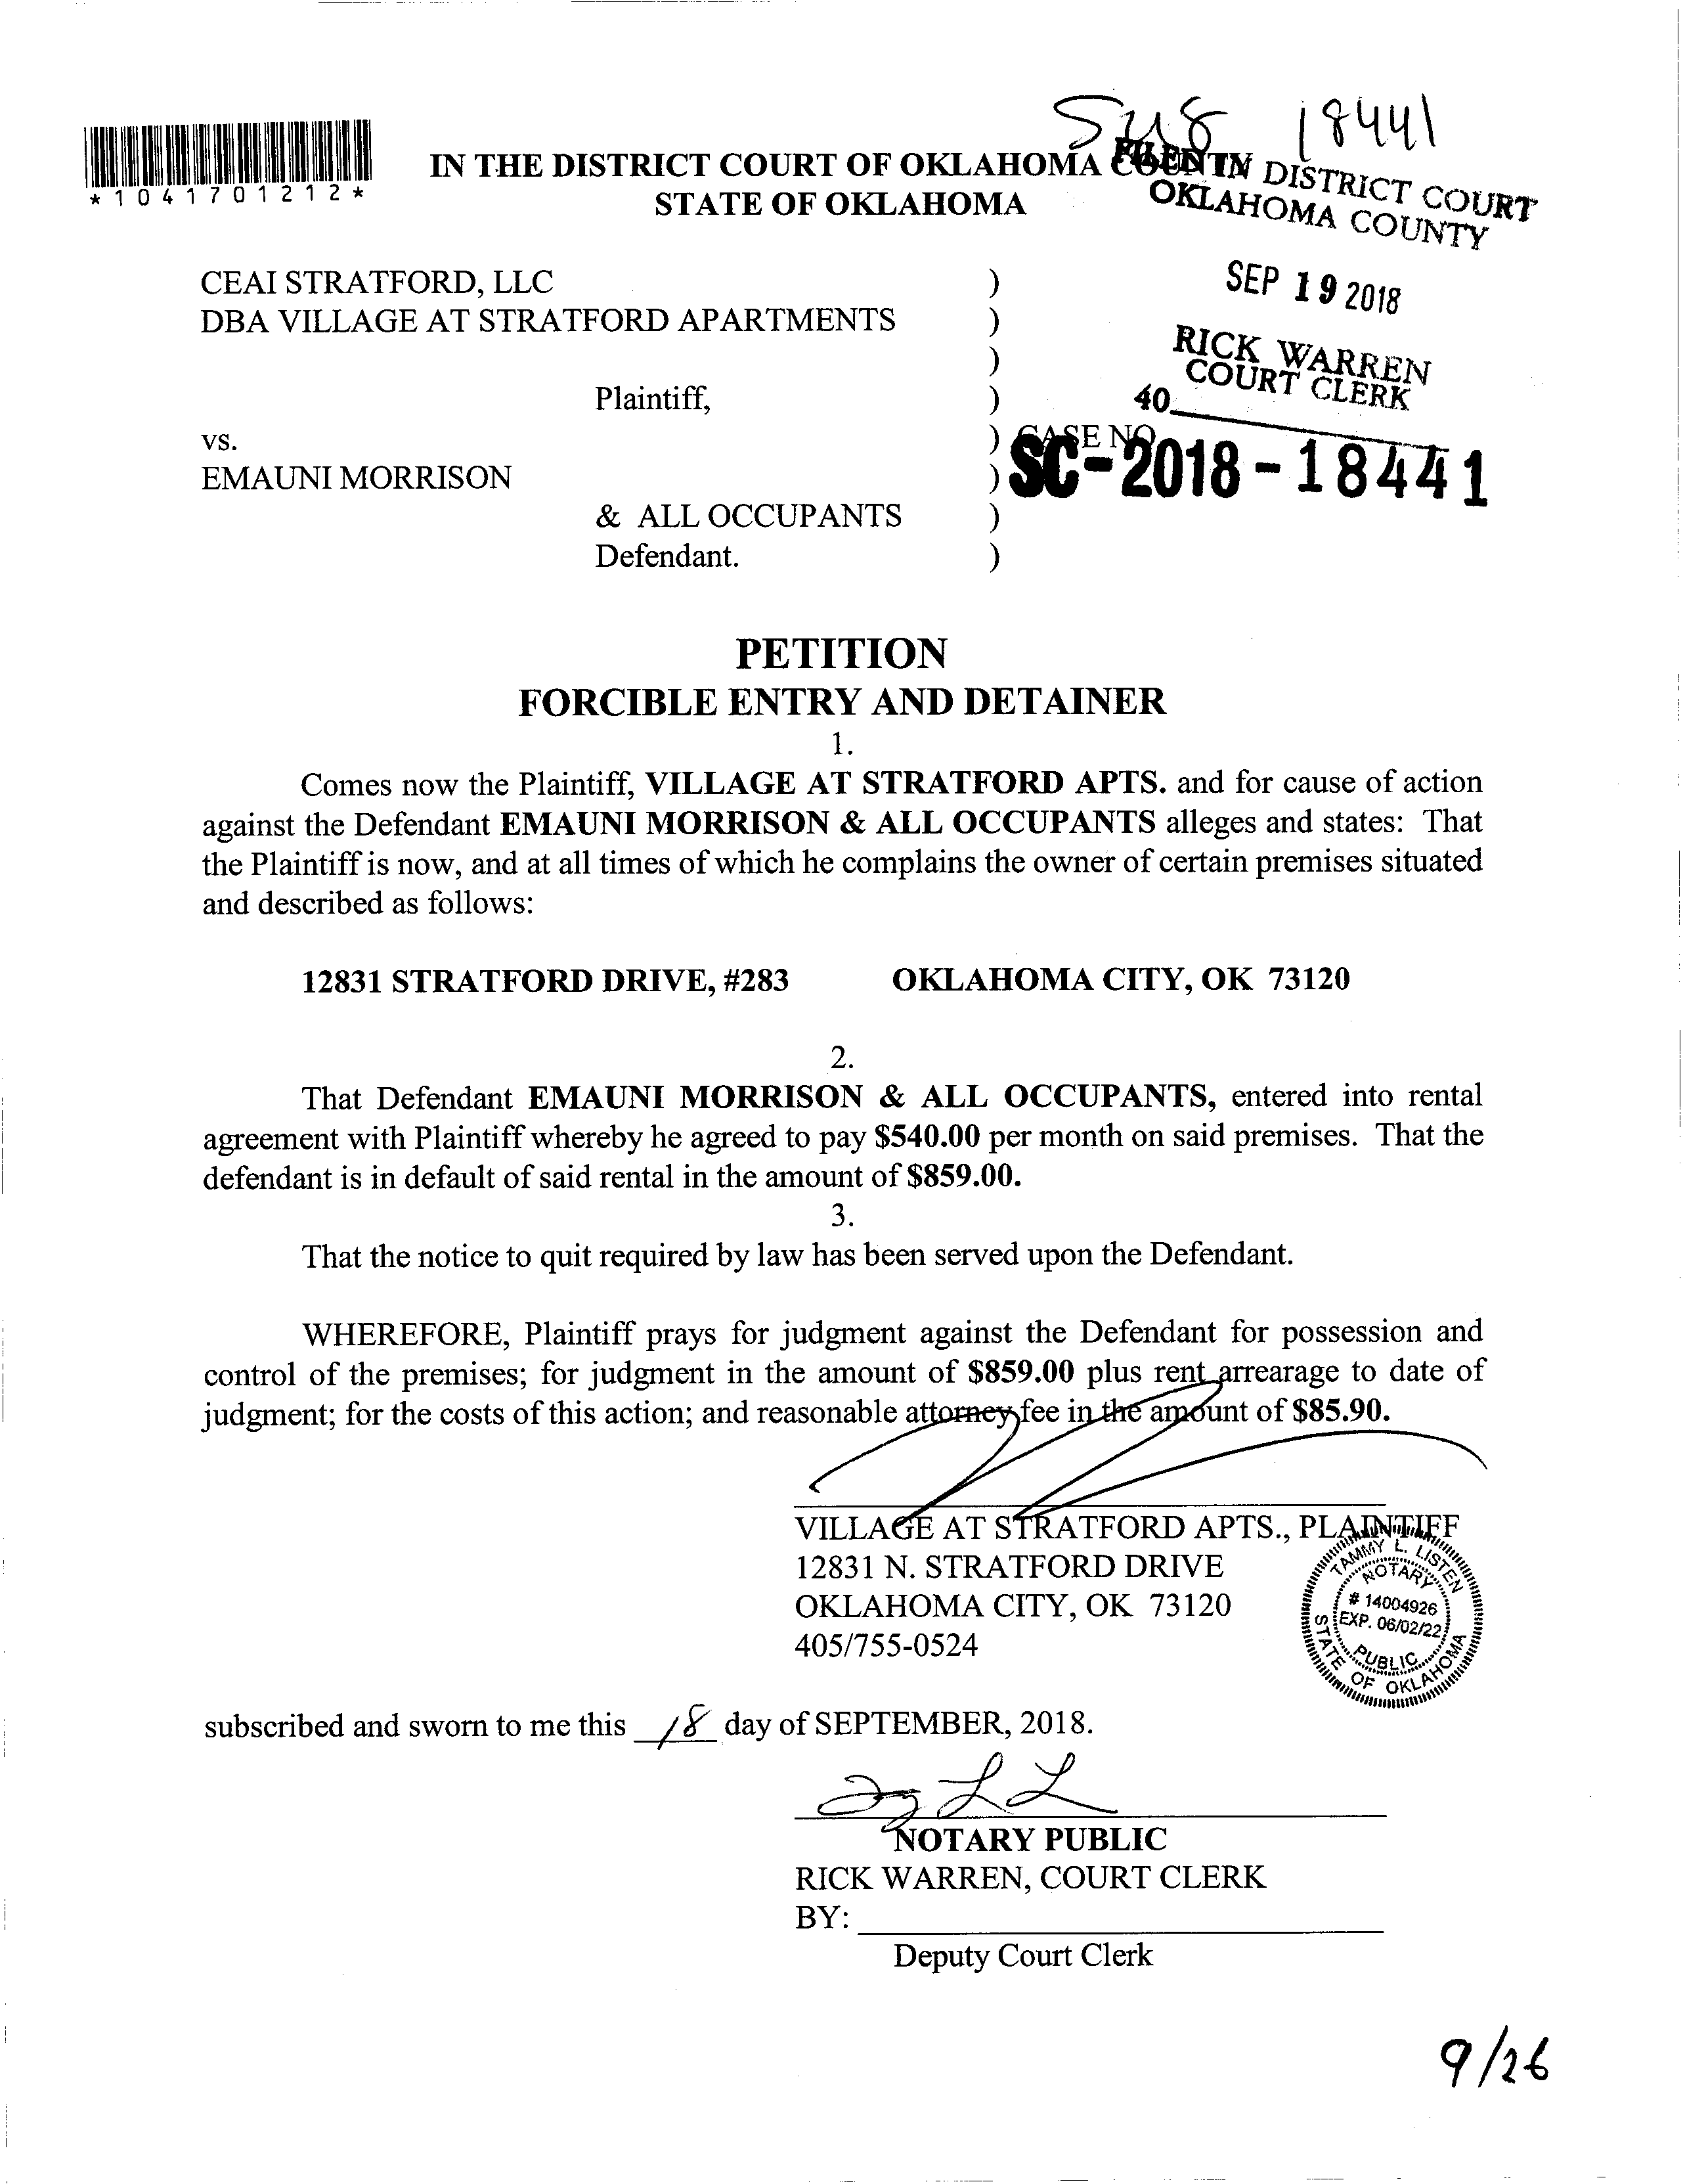 18441
*1041701212*
IN THE DISTRICT COURT OF OKLAHOMA COUNTY
STATE OF OKLAHOMA
FILED IN DISTRICT COURT
OKLAHOMA COUNTY
SEP 19 2018
RICK WARREN
COURT CLERK
40
CEAI STRATFORD, LLC )
DBA VILLAGE AT STRATFORD APARTMENTS )
)
Plaintiff, )
vs. ) CASE NO.
SC-2018-18441
EMAUNI MORRISON )
& ALL OCCUPANTS )
Defendant. )
PETITION
FORCIBLE ENTRY AND DETAINER
1.
Comes now the Plaintiff, VILLAGE AT STRATFORD APTS. and for cause of action
against the Defendant EMAUNI MORRISON & ALL OCCUPANTS alleges and states: That
the Plaintiff is now, and at all times of which he complains the owner of certain premises situated
and described as follows:
12831 STRATFORD DRIVE, #283 OKLAHOMA CITY, OK 73120
2.
That Defendant EMAUNI MORRISON & ALL OCCUPANTS, entered into rental
agreement with Plaintiff whereby he agreed to pay $540.00 per month on said premises. That the
defendant is in default of said rental in the amount of $859.00.
3.
That the notice to quit required by law has been served upon the Defendant.
WHEREFORE, Plaintiff prays for judgment against the Defendant for possession and
control of the premises; for judgment in the amount of $859.00 plus rent arrearage to date of
judgment; for the costs of this action; and reasonable attorney fee in the amount of $85.90.
VILLAGE AT STRATFORD APTS., PLAINTIFF
12831 N. STRATFORD DRIVE
OKLAHOMA CITY, OK 73120
405/755-0524
TAMMY L. LISTEN
NOTARY
# 14004926
EXP. 06/02/22
PUBLIC
STATE OF OKLAHOMA
subscribed and sworn to me this 18 day of SEPTEMBER, 2018.
NOTARY PUBLIC
RICK WARREN, COURT CLERK
BY:
Deputy Court Clerk
9/26